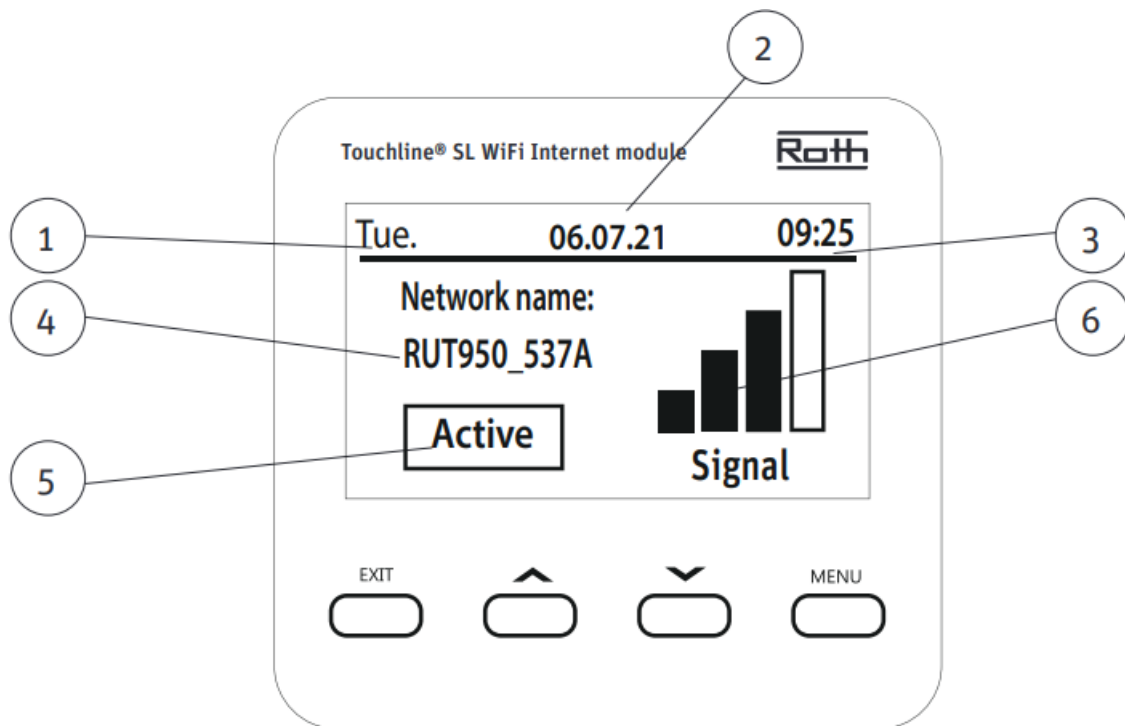 2
Touchline® SL WiFi Internet module Roth
1 Tue. 06.07.21 09:25 3
Network name:
4 RUT950_537A 6
Active
5 Signal
EXIT MENU